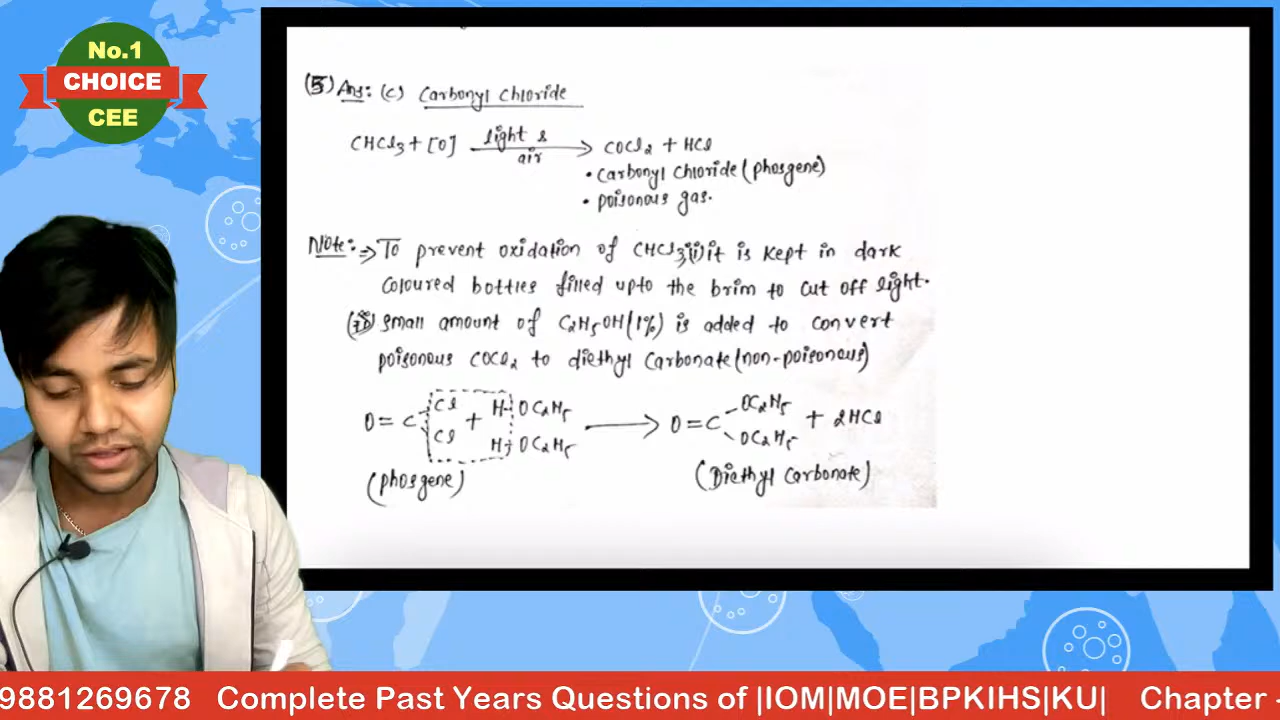 No.1
CHOICE
CEE
(5) Ans: (c) Carbonyl Chloride
CHCl3 + [O] light & air → COCl2 + HCl
• Carbonyl Chloride (phosgene)
• poisonous gas.
Note:- => To prevent oxidation of CHCl3, (i) it is kept in dark
coloured bottles filled upto the brim to cut off light.
(ii) small amount of C2H5OH (1%) is added to convert
poisonous COCl2 to diethyl carbonate (non-poisonous)
Cl H OC2H5 OC2H5
O = C + → O = C + 2HCl
Cl H OC2H5 OC2H5
(phosgene) (Diethyl Carbonate)
9881269678 Complete Past Years Questions of |IOM|MOE|BPKIHS|KU| Chapter